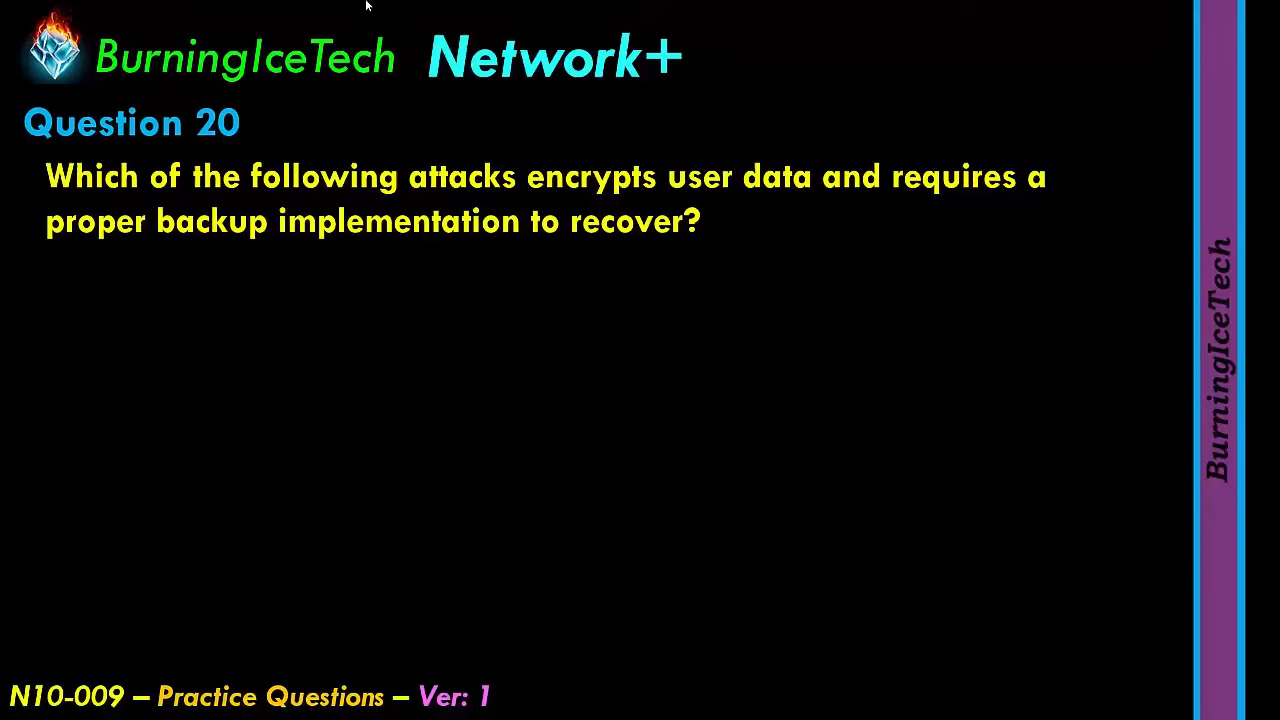 BurningIceTech Network+
Question 20
Which of the following attacks encrypts user data and requires a
proper backup implementation to recover?
BurningIceTech
N10-009 – Practice Questions – Ver: 1